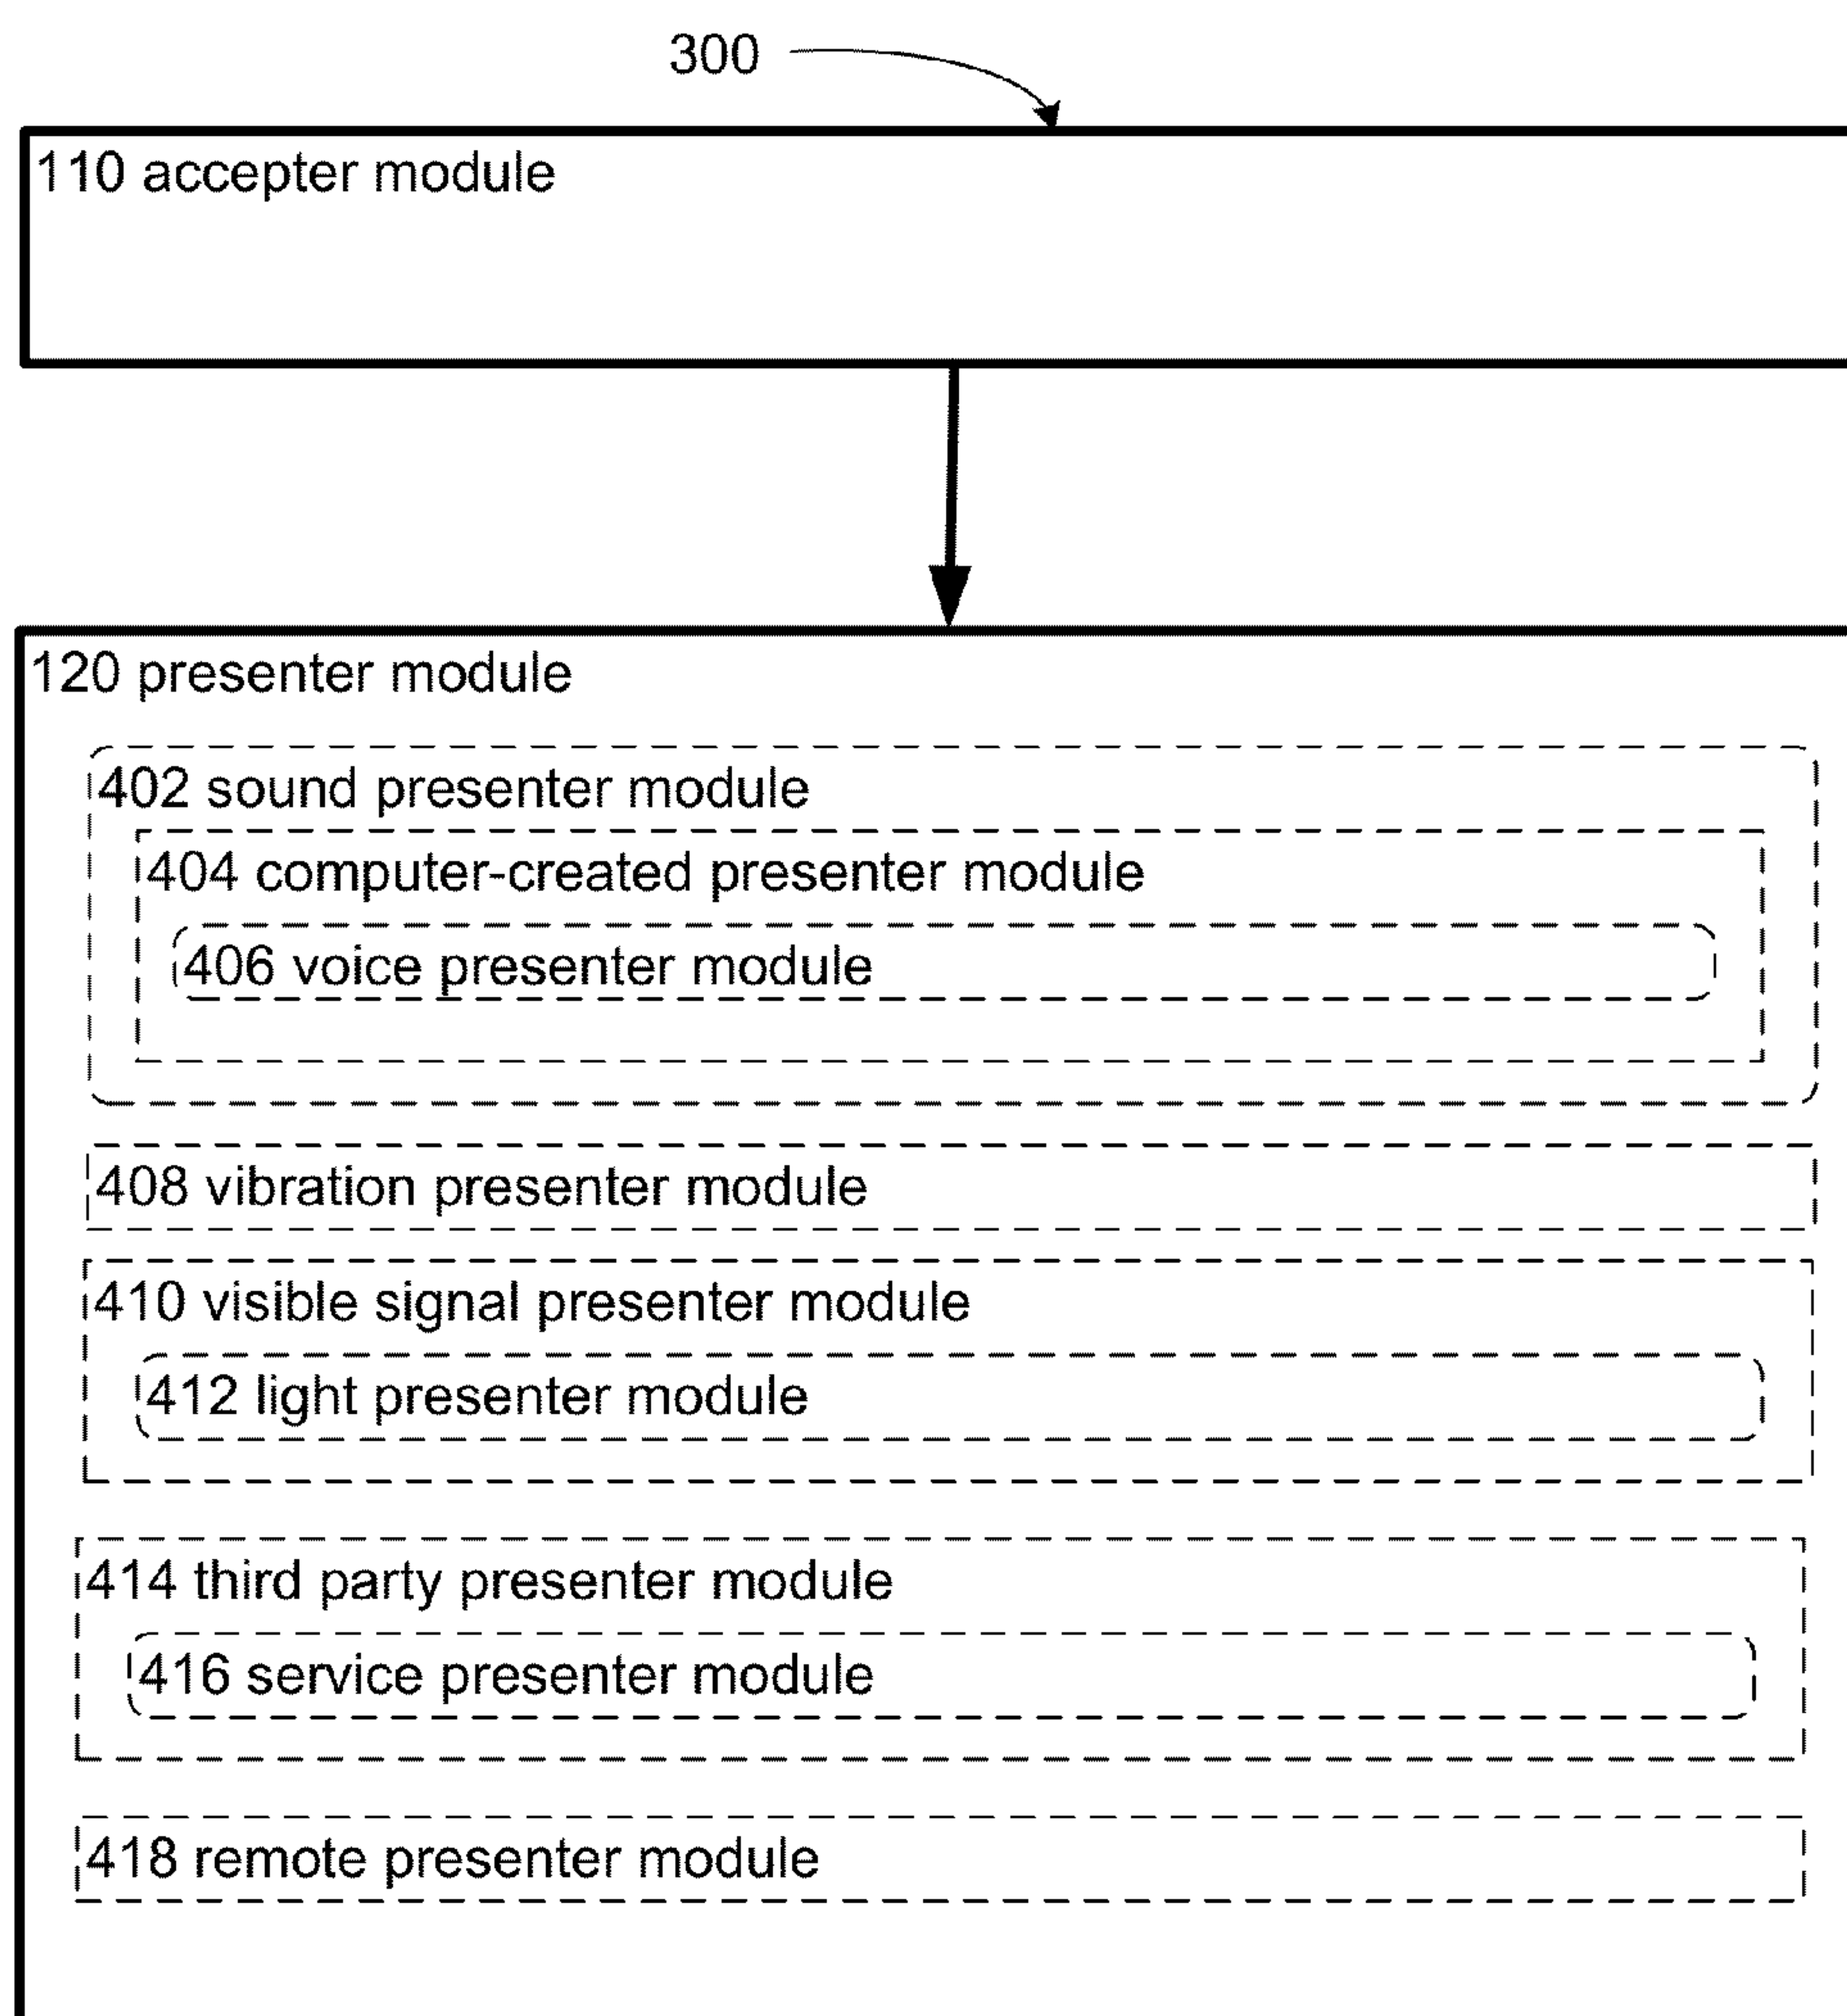 300
110 accepter module
120 presenter module
402 sound presenter module
404 computer-created presenter module
406 voice presenter module
408 vibration presenter module
410 visible signal presenter module
412 light presenter module
414 third party presenter module
416 service presenter module
418 remote presenter module